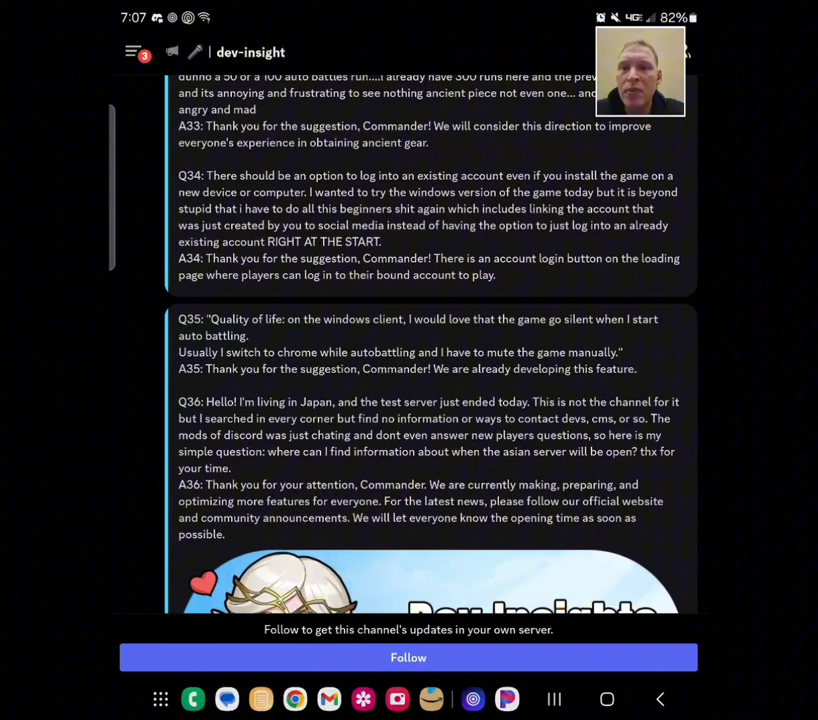 7:07
4G
82%
3
dev-insight
dunno a 50 or a 100 auto battles run....i already have 300 runs here and the prev
and its annoying and frustrating to see nothing ancient piece not even one... and
angry and mad
A33: Thank you for the suggestion, Commander! We will consider this direction to improve
everyone's experience in obtaining ancient gear.
Q34: There should be an option to log into an existing account even if you install the game on a
new device or computer. I wanted to try the windows version of the game today but it is beyond
stupid that i have to do all this beginners shit again which includes linking the account that
was just created by you to social media instead of having the option to just log into an already
existing account RIGHT AT THE START.
A34: Thank you for the suggestion, Commander! There is an account login button on the loading
page where players can log in to their bound account to play.
Q35: "Quality of life: on the windows client, I would love that the game go silent when I start
auto battling.
Usually I switch to chrome while autobattling and I have to mute the game manually."
A35: Thank you for the suggestion, Commander! We are already developing this feature.
Q36: Hello! I'm living in Japan, and the test server just ended today. This is not the channel for it
but I searched in every corner but find no information or ways to contact devs, cms, or so. The
mods of discord was just chating and dont even answer new players questions, so here is my
simple question: where can I find information about when the asian server will be open? thx for
your time.
A36: Thank you for your attention, Commander. We are currently making, preparing, and
optimizing more features for everyone. For the latest news, please follow our official website
and community announcements. We will let everyone know the opening time as soon as
possible.
Dev Insights
Follow to get this channel's updates in your own server.
Follow